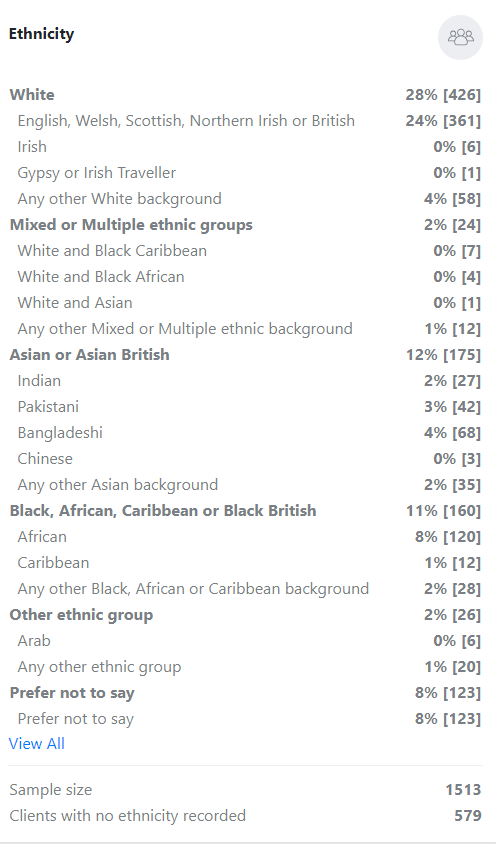 Ethnicity
White 28% [426]
English, Welsh, Scottish, Northern Irish or British 24% [361]
Irish 0% [6]
Gypsy or Irish Traveller 0% [1]
Any other White background 4% [58]
Mixed or Multiple ethnic groups 2% [24]
White and Black Caribbean 0% [7]
White and Black African 0% [4]
White and Asian 0% [1]
Any other Mixed or Multiple ethnic background 1% [12]
Asian or Asian British 12% [175]
Indian 2% [27]
Pakistani 3% [42]
Bangladeshi 4% [68]
Chinese 0% [3]
Any other Asian background 2% [35]
Black, African, Caribbean or Black British 11% [160]
African 8% [120]
Caribbean 1% [12]
Any other Black, African or Caribbean background 2% [28]
Other ethnic group 2% [26]
Arab 0% [6]
Any other ethnic group 1% [20]
Prefer not to say 8% [123]
Prefer not to say 8% [123]
View All
Sample size 1513
Clients with no ethnicity recorded 579